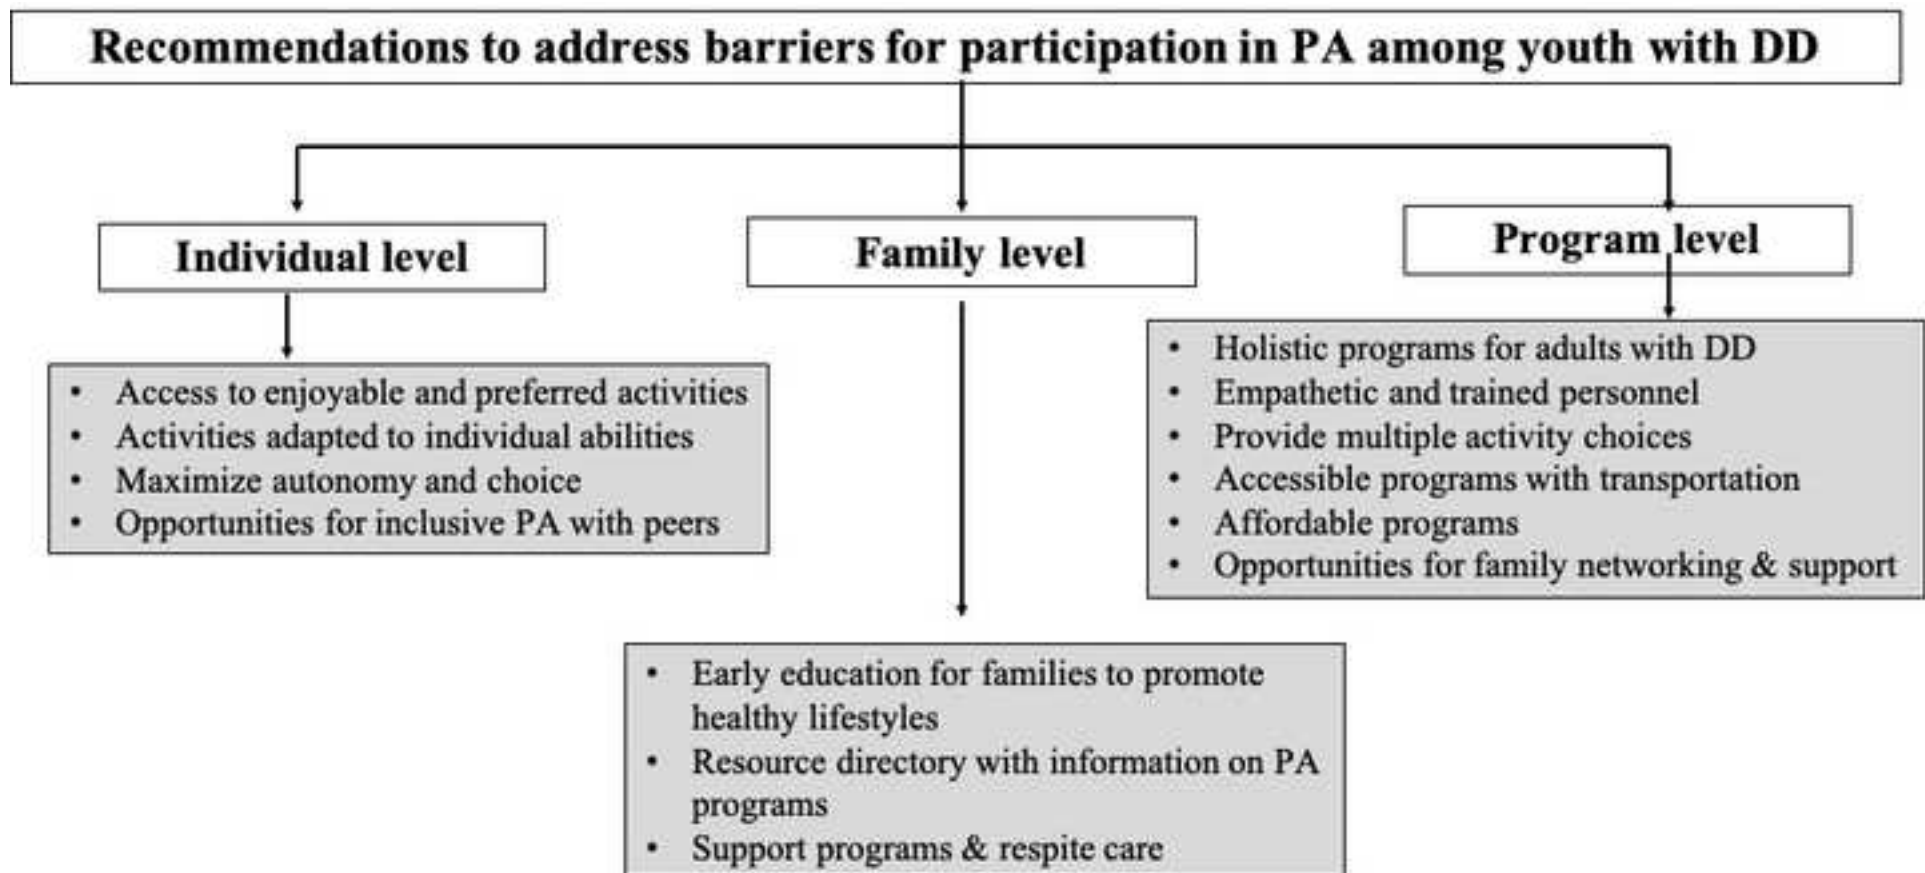 Recommendations to address barriers for participation in PA among youth with DD
Individual level
• Access to enjoyable and preferred activities
• Activities adapted to individual abilities
• Maximize autonomy and choice
• Opportunities for inclusive PA with peers
Family level
• Early education for families to promote
healthy lifestyles
• Resource directory with information on PA
programs
• Support programs & respite care
Program level
• Holistic programs for adults with DD
• Empathetic and trained personnel
• Provide multiple activity choices
• Accessible programs with transportation
• Affordable programs
• Opportunities for family networking & support